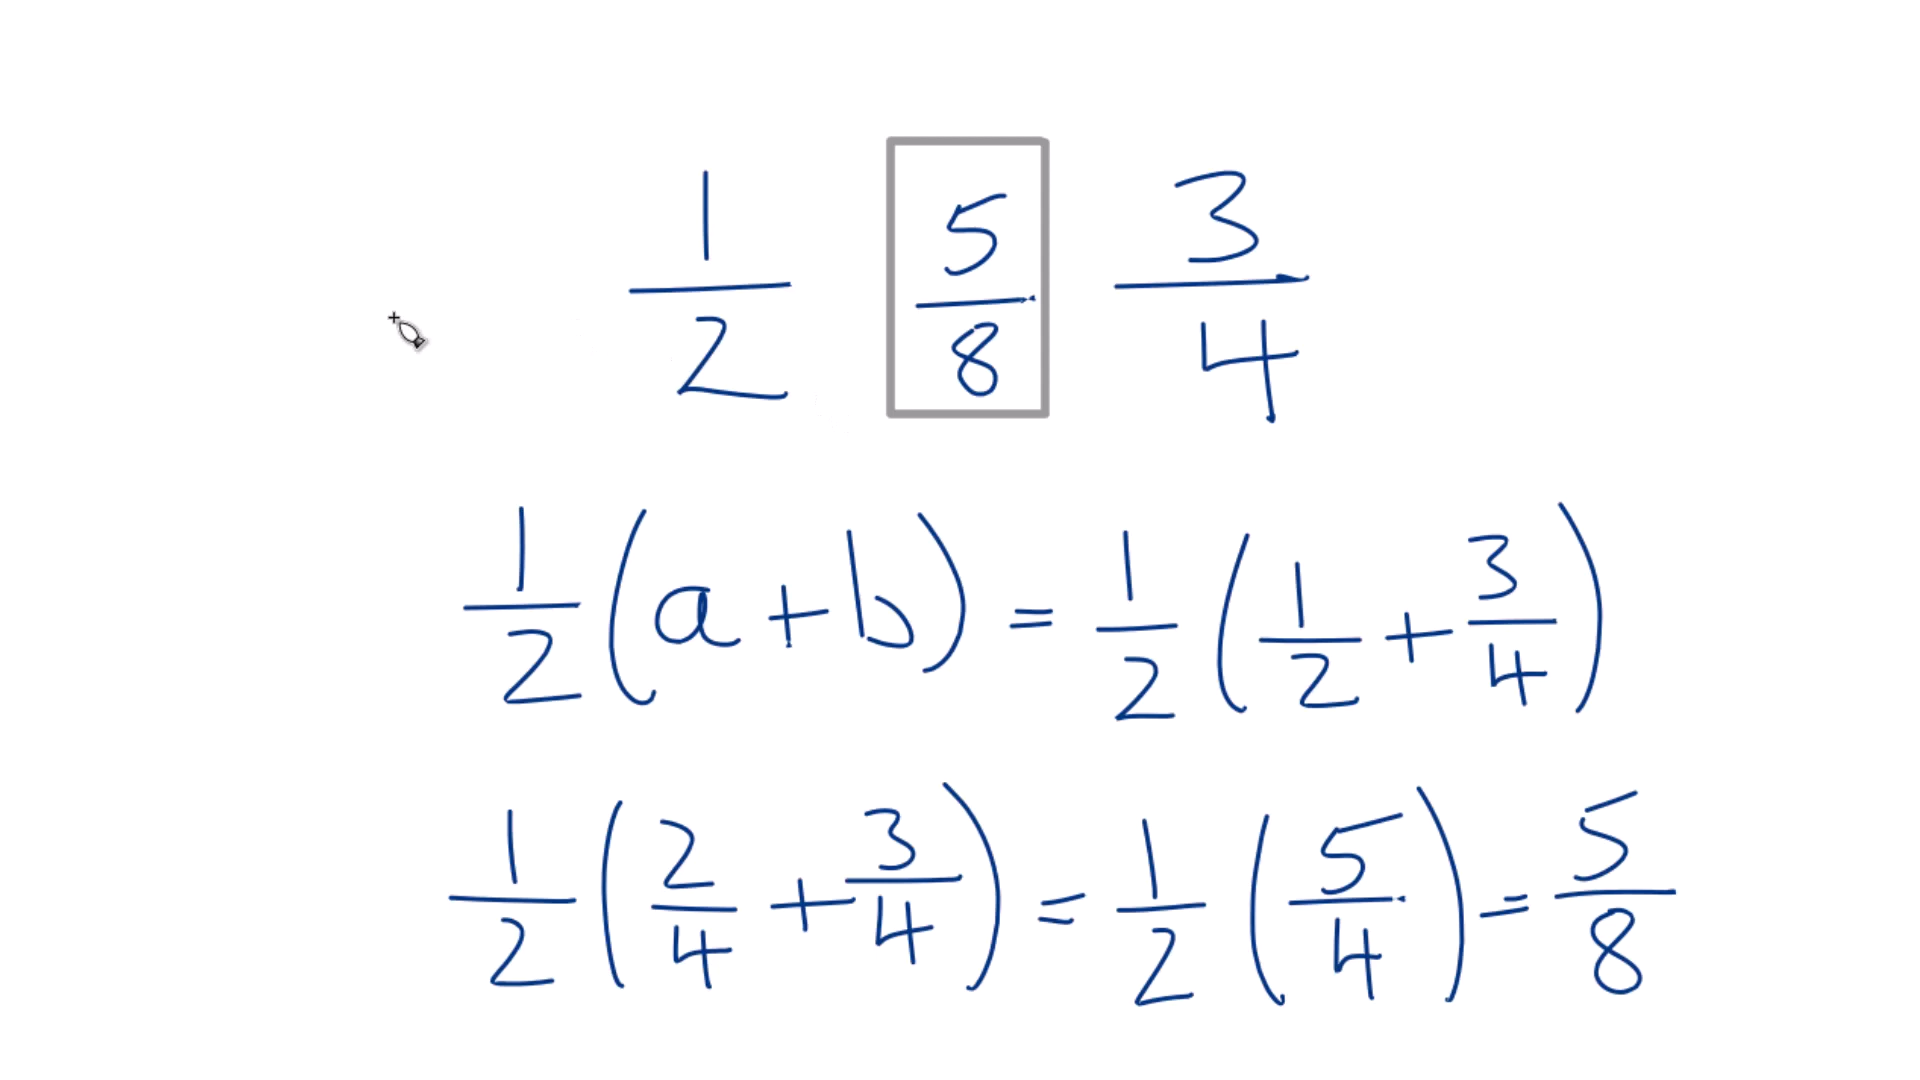 1/2 5/8 3/4
1/2 (a + b) = 1/2 (1/2 + 3/4)
1/2 (2/4 + 3/4) = 1/2 (5/4) = 5/8